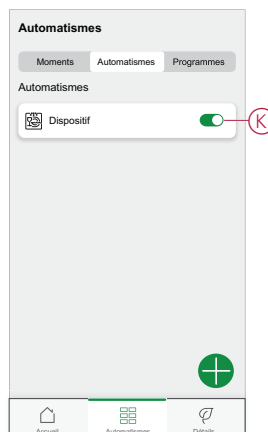 Automatismes
Moments Automatismes Programmes
Automatismes
Dispositif
K
Accueil Automatismes Détails